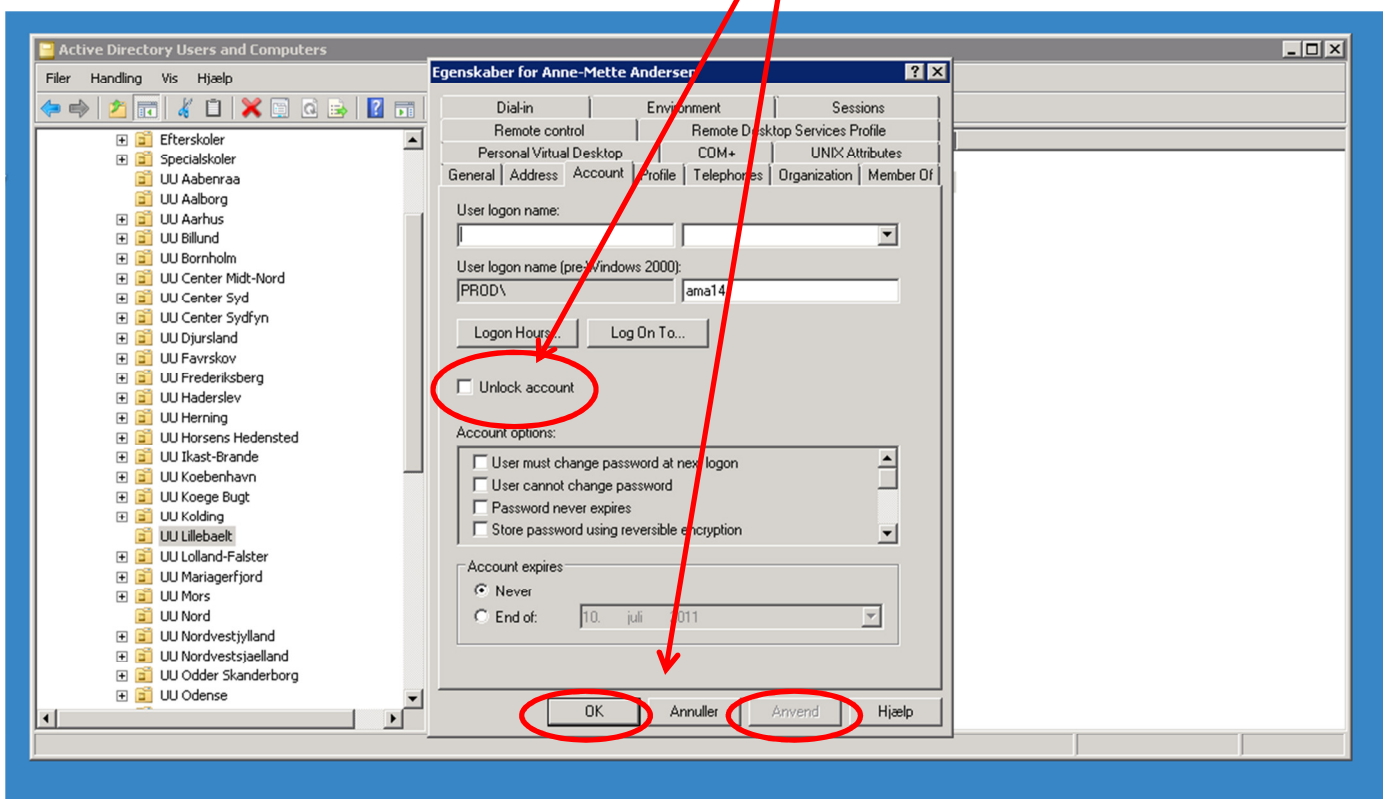 Active Directory Users and Computers
Filer Handling Vis Hjælp
Efterskoler
Specialskoler
UU Aabenraa
UU Aalborg
UU Aarhus
UU Billund
UU Bornholm
UU Center Midt-Nord
UU Center Syd
UU Center Sydfyn
UU Djursland
UU Favrskov
UU Frederiksberg
UU Haderslev
UU Herning
UU Horsens Hedensted
UU Ikast-Brande
UU Koebenhavn
UU Koege Bugt
UU Kolding
UU Lillebaelt
UU Lolland-Falster
UU Mariagerfjord
UU Mors
UU Nord
UU Nordvestjylland
UU Nordvestsjaelland
UU Odder Skanderborg
UU Odense
Egenskaber for Anne-Mette Andersen
Dial-in Environment Sessions
Remote control Remote Desktop Services Profile
Personal Virtual Desktop COM+ UNIX Attributes
General Address Account Profile Telephones Organization Member Of
User logon name:
User logon name (pre-Windows 2000):
PROD\ ama14
Logon Hours... Log On To...
Unlock account
Account options:
User must change password at next logon
User cannot change password
Password never expires
Store password using reversible encryption
Account expires
Never
End of: 10. juli 2011
OK Annuller Anvend Hjælp